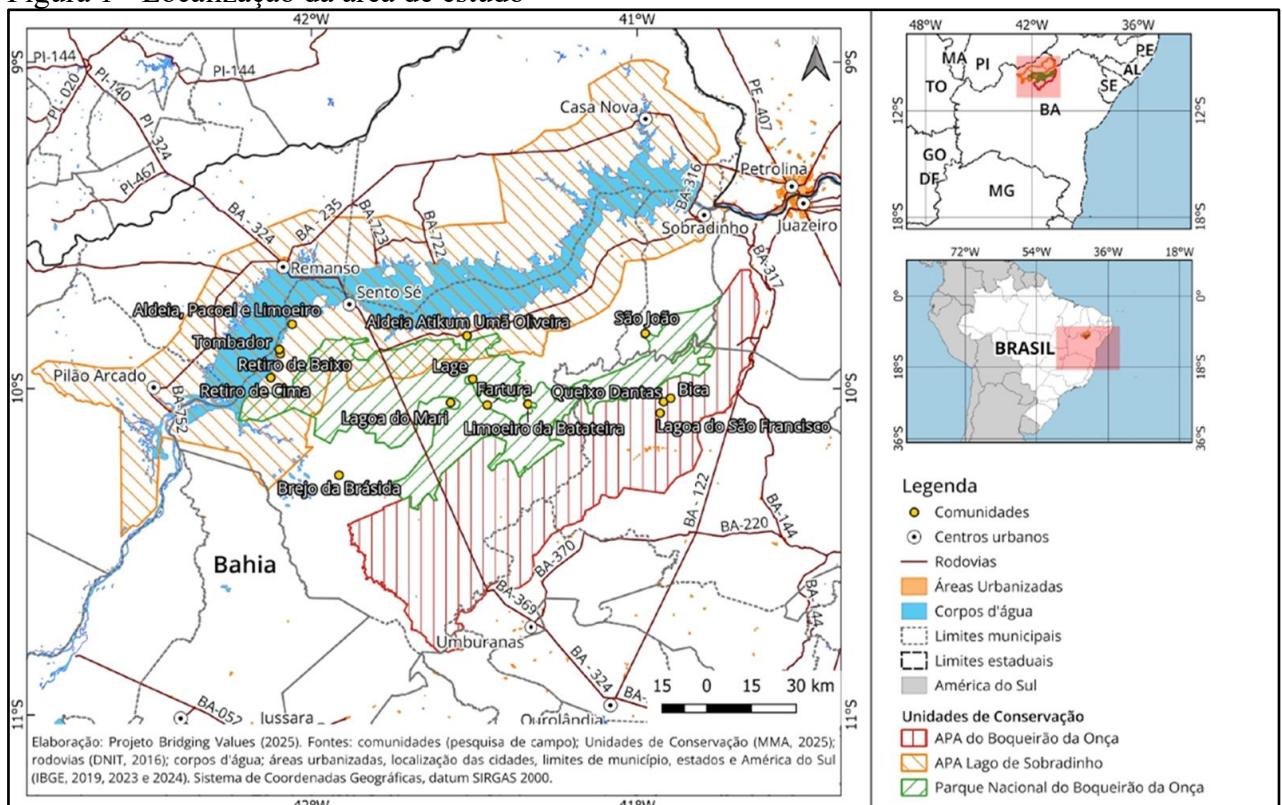 Figura 1 - Localização da área de estudo
42°W
41°W
9°S
9°S
PI-144
PI-144
PI - 020
PI-140
PI - 324
PI-467
PE - 407
N
Casa Nova
Petrolina
BA-316
Sobradinho
Juazeiro
BA - 324
BA - 235
BA-723
BA-722
BA-317
Remanso
Sento Sé
Aldeia, Pacoal e Limoeiro
Aldeia Atikum Umã Oliveira
São João
Tombador
Retiro de Baixo
Lage
Pilão Arcado
Retiro de Cima
Fartura
Queixo Dantas
Bica
10°S
10°S
BA-752
Lagoa do Mari
Limoeiro da Batateira
Lagoa do São Francisco
Brejo da Brásida
BA - 122
BA-144
BA-220
Bahia
BA-370
BA-369
BA-144
Umburanas
BA - 324
BA-
15 0 15 30 km
BA-052
Jussara
Ourolândia
11°S
11°S
Elaboração: Projeto Bridging Values (2025). Fontes: comunidades (pesquisa de campo); Unidades de Conservação (MMA, 2025);
rodovias (DNIT, 2016); corpos d'água; áreas urbanizadas, localização das cidades, limites de município, estados e América do Sul
(IBGE, 2019, 2023 e 2024). Sistema de Coordenadas Geográficas, datum SIRGAS 2000.
42°W
41°W
48°W
42°W
36°W
MA
PI
PE
AL
SE
TO
BA
12°S
12°S
GO
DF
MG
18°S
18°S
72°W
54°W
36°W
18°W
0°
0°
BRASIL
18°S
18°S
36°S
36°S
Legenda
Comunidades
Centros urbanos
Rodovias
Áreas Urbanizadas
Corpos d'água
Limites municipais
Limites estaduais
América do Sul
Unidades de Conservação
APA do Boqueirão da Onça
APA Lago de Sobradinho
Parque Nacional do Boqueirão da Onça